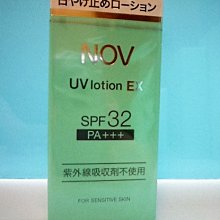 日やけ止めローション
NOV
UV lotion EX
SPF32
PA+++
紫外線吸収剤不使用
FOR SENSITIVE SKIN